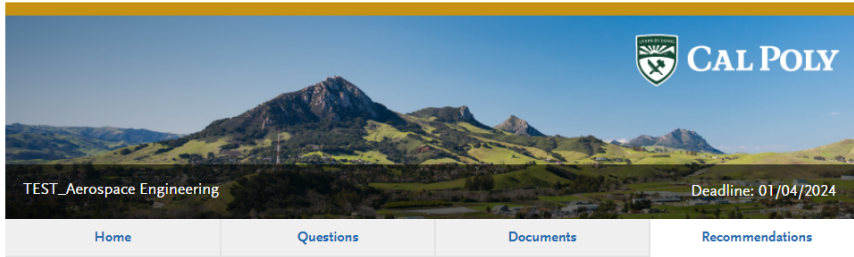 CAL POLY
TEST_Aerospace Engineering
Deadline: 01/04/2024
Home
Questions
Documents
Recommendations